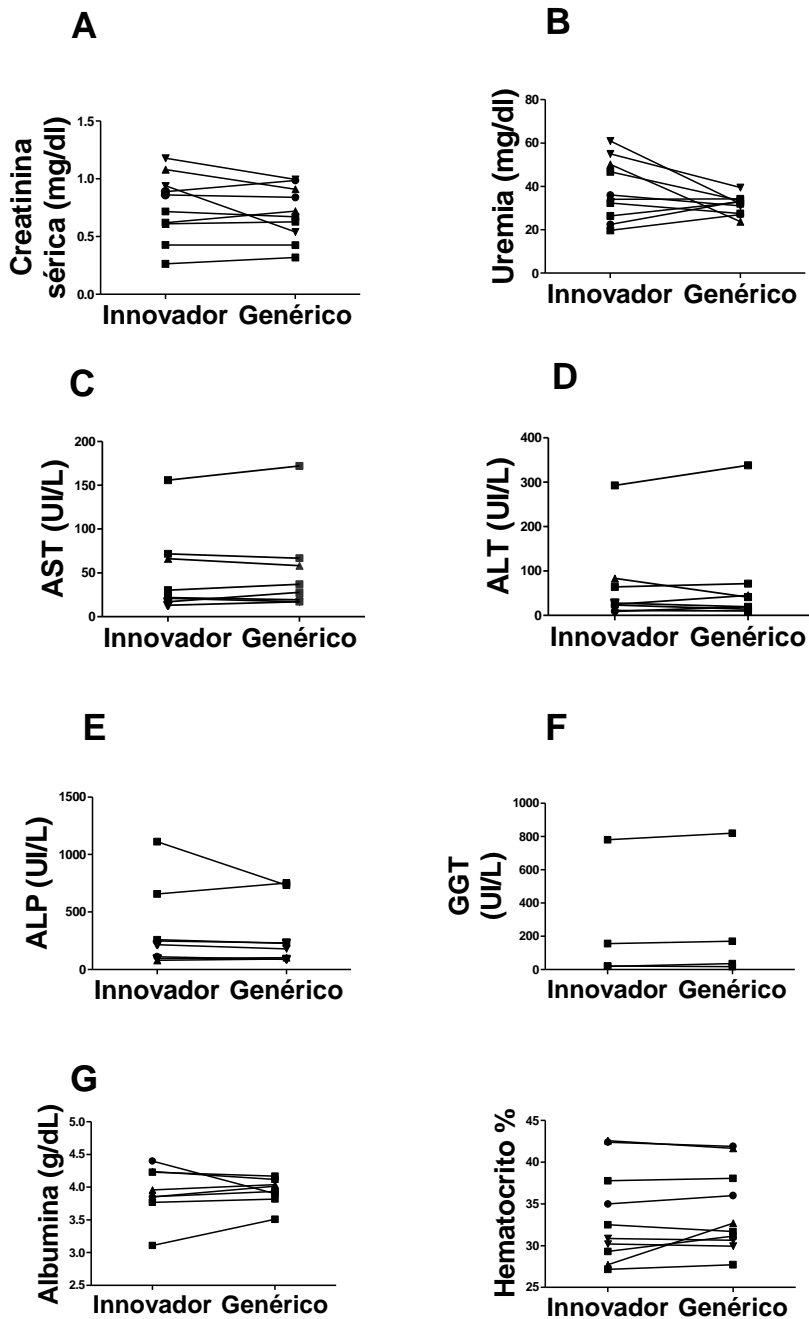 A
Creatinina
sérica (mg/dl)
1.5
1.0
0.5
0.0
Innovador Genérico
B
Uremia (mg/dl)
80
60
40
20
0
Innovador Genérico
C
AST (UI/L)
200
150
100
50
0
Innovador Genérico
D
ALT (UI/L)
400
300
200
100
0
Innovador Genérico
E
ALP (UI/L)
1500
1000
500
0
Innovador Genérico
F
GGT
(UI/L)
1000
800
600
400
200
0
Innovador Genérico
G
Albumina (g/dL)
5.0
4.5
4.0
3.5
3.0
2.5
Innovador Genérico
Hematocrito %
45
40
35
30
25
Innovador Genérico